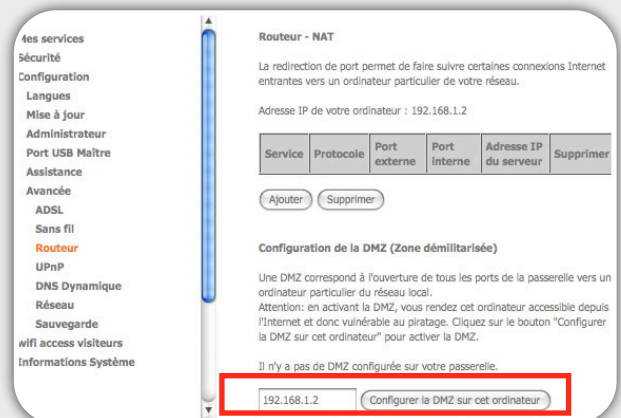 Mes services
Sécurité
Configuration
Langues
Mise à jour
Administrateur
Port USB Maître
Assistance
Avancée
ADSL
Sans fil
Routeur
UPnP
DNS Dynamique
Réseau
Sauvegarde
wifi access visiteurs
Informations Système
Routeur - NAT
La redirection de port permet de faire suivre certaines connexions Internet
entrantes vers un ordinateur particulier de votre réseau.
Adresse IP de votre ordinateur : 192.168.1.2
Service Protocole Port externe Port interne Adresse IP du serveur Supprimer
Ajouter Supprimer
Configuration de la DMZ (Zone démilitarisée)
Une DMZ correspond à l'ouverture de tous les ports de la passerelle vers un
ordinateur particulier du réseau local.
Attention: en activant la DMZ, vous rendez cet ordinateur accessible depuis
l'Internet et donc vulnérable au piratage. Cliquez sur le bouton "Configurer
la DMZ sur cet ordinateur" pour activer la DMZ.
Il n'y a pas de DMZ configurée sur votre passerelle.
192.168.1.2 Configurer la DMZ sur cet ordinateur